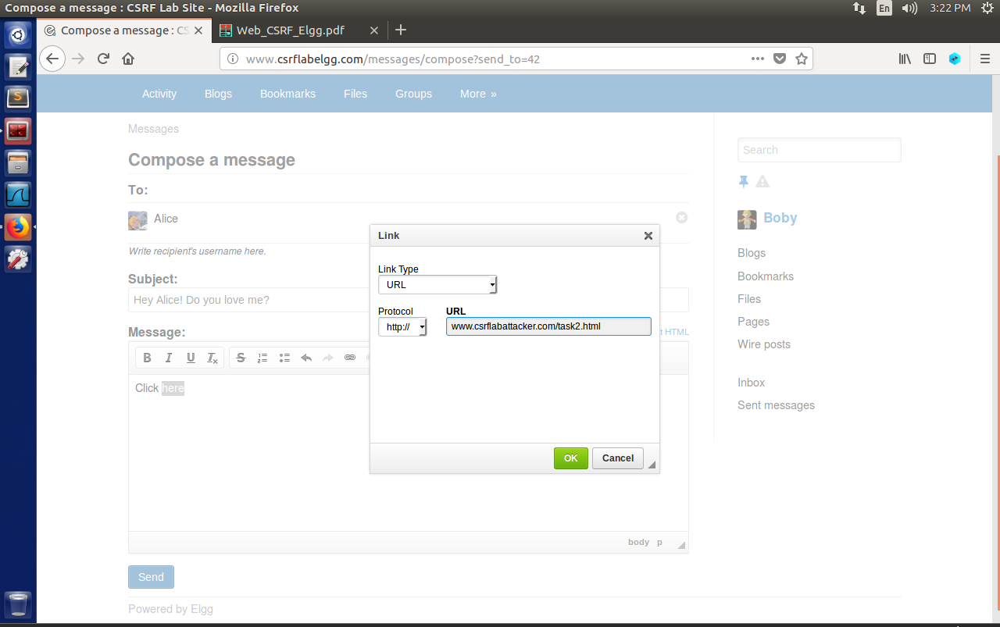 Compose a message : CSRF Lab Site - Mozilla Firefox
En
3:22 PM
Compose a message : CS
Web_CSRF_Elgg.pdf
www.csrflabelgg.com/messages/compose?send_to=42
Activity Blogs Bookmarks Files Groups More »
Messages
Compose a message
To:
Alice
Write recipient's username here.
Subject:
Hey Alice! Do you love me?
Message:
t HTML
B I U Tx S
Click here
body p
Send
Powered by Elgg
Link
Link Type
URL
Protocol URL
http:// www.csrflabattacker.com/task2.html
OK Cancel
Search
Boby
Blogs
Bookmarks
Files
Pages
Wire posts
Inbox
Sent messages